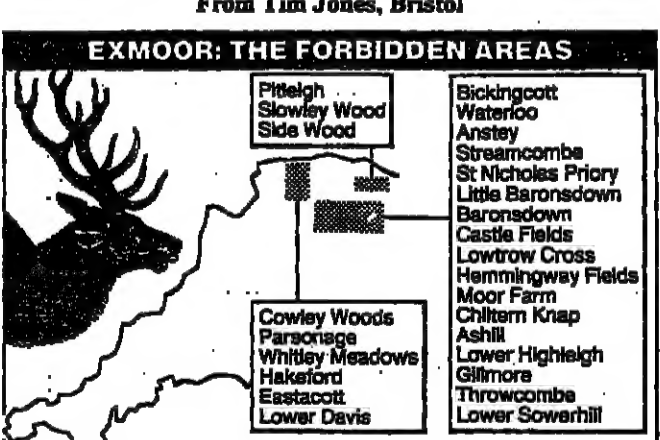 From Tim Jones, Bristol
EXMOOR: THE FORBIDDEN AREAS
Pitleigh
Slowley Wood
Side Wood
Bickingcott
Waterloo
Anstey
Streamcombe
St Nicholas Priory
Little Baronsdown
Baronsdown
Castle Fields
Lowtrow Cross
Hemmingway Fields
Moor Farm
Chiltern Knap
Ashill
Lower Highleigh
Gillmore
Throwcombe
Lower Sowerhill
Cowley Woods
Parsonage
Whitley Meadows
Hakeford
Eastacott
Lower Davis